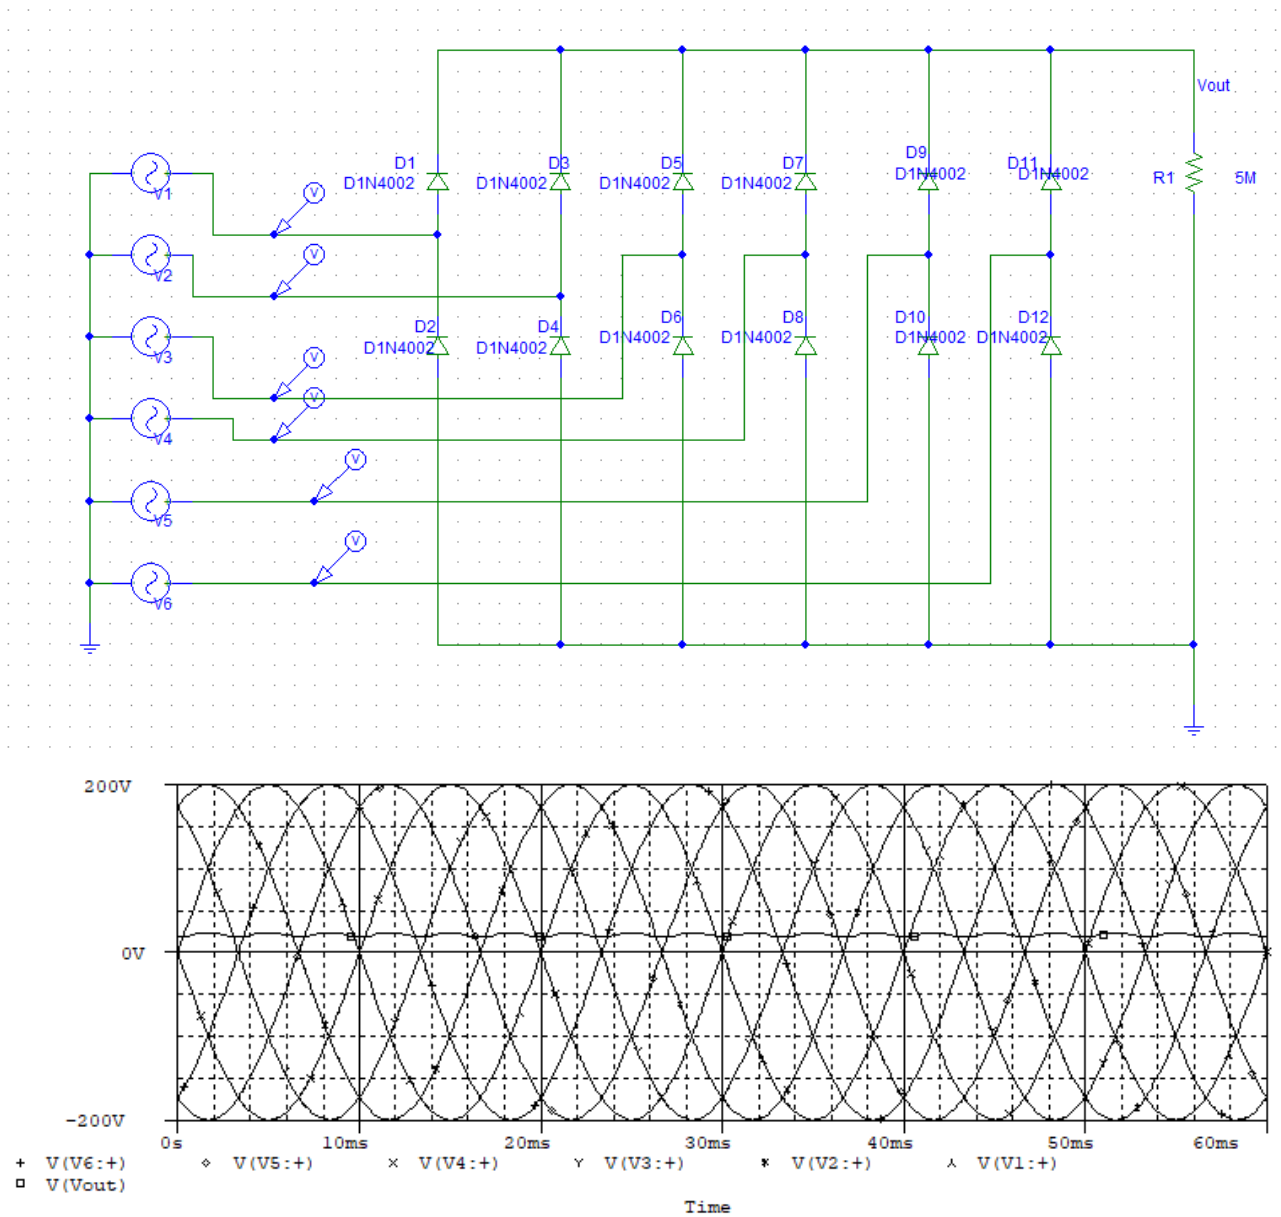 Vout
D1
D1N4002
D3
D1N4002
D5
D1N4002
D7
D1N4002
D9
D1N4002
D11
D1N4002
R1
5M
V1
V
V2
V
V3
V
V4
V
V5
V
V6
V
D2
D1N4002
D4
D1N4002
D6
D1N4002
D8
D1N4002
D10
D1N4002
D12
D1N4002
200V
0V
-200V
0s 10ms 20ms 30ms 40ms 50ms 60ms
V(V6:+) V(V5:+) V(V4:+) V(V3:+) V(V2:+) V(V1:+)
V(Vout)
Time